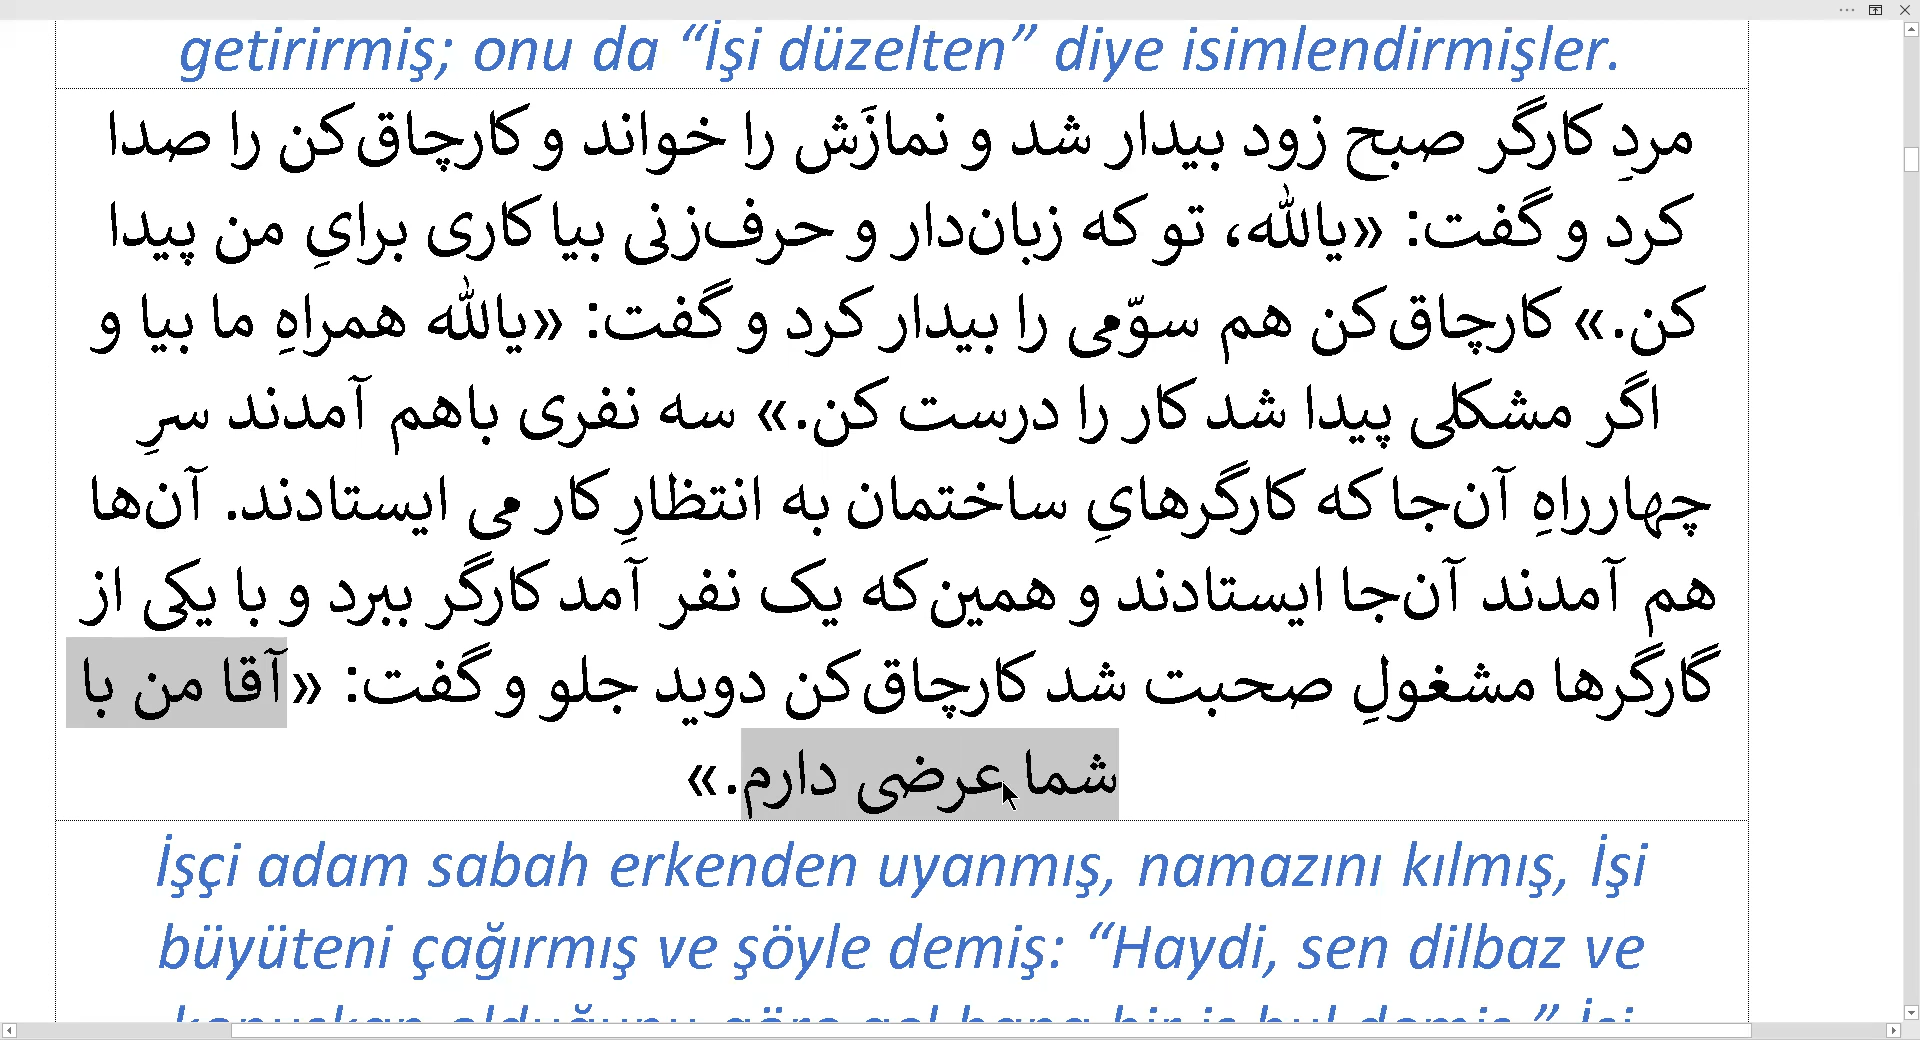 getirirmiş; onu da “İşi düzelten” diye isimlendirmişler.
مردِ کارگر صبح زود بیدار شد و نمازَش را خواند و کارچاق‌کن را صدا
کرد و گفت: «یاالله، تو که زبان‌دار و حرف‌زنی بیا کاری برایِ من پیدا
کن.» کارچاق‌کن هم سوّمی را بیدار کرد و گفت: «یاالله همراهِ ما بیا و
اگر مشکلی پیدا شد کار را درست کن.» سه نفری باهم آمدند سرِ
چهارراهِ آن‌جا که کارگرهایِ ساختمان به انتظارِ کار می ایستادند. آن‌ها
هم آمدند آن‌جا ایستادند و همین‌که یک نفر آمد کارگر ببرد و با یکی از
گارگرها مشغولِ صحبت شد کارچاق‌کن دوید جلو و گفت: «آقا من با
شما عرضی دارم.»
İşçi adam sabah erkenden uyanmış, namazını kılmış, İşi
büyüteni çağırmış ve şöyle demiş: “Haydi, sen dilbaz ve